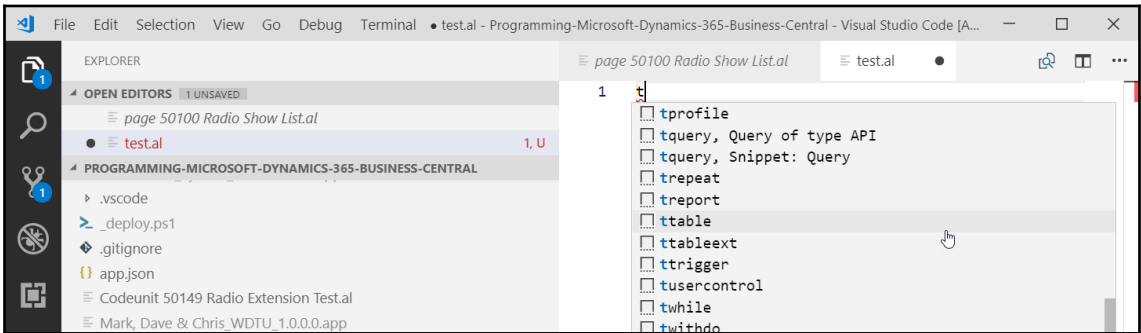 File Edit Selection View Go Debug Terminal ● test.al - Programming-Microsoft-Dynamics-365-Business-Central - Visual Studio Code [A...
EXPLORER
OPEN EDITORS 1 UNSAVED
page 50100 Radio Show List.al
test.al 1, U
PROGRAMMING-MICROSOFT-DYNAMICS-365-BUSINESS-CENTRAL
.vscode
_deploy.ps1
.gitignore
{} app.json
Codeunit 50149 Radio Extension Test.al
Mark, Dave & Chris_WDTU_1.0.0.0.app
1
1
page 50100 Radio Show List.al test.al
1 t
tprofile
tquery, Query of type API
tquery, Snippet: Query
trepeat
treport
ttable
ttableext
ttrigger
tusercontrol
twhile
twithdo